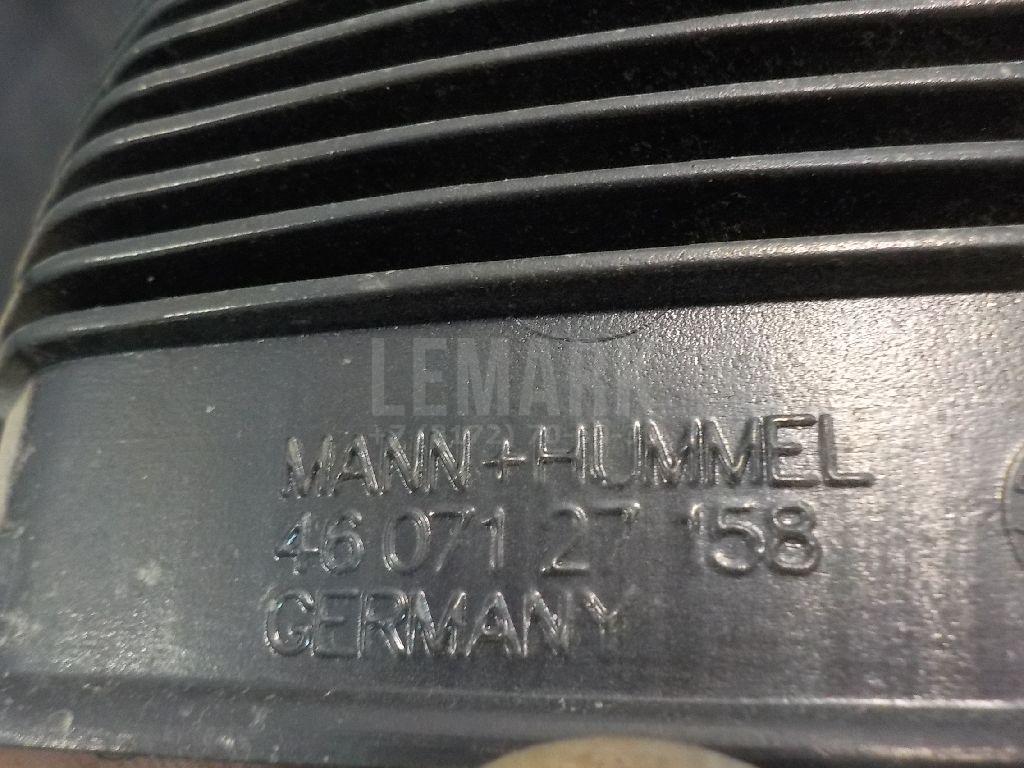 LEMARK
MANN+HUMMEL
46 071 27 158
GERMANY